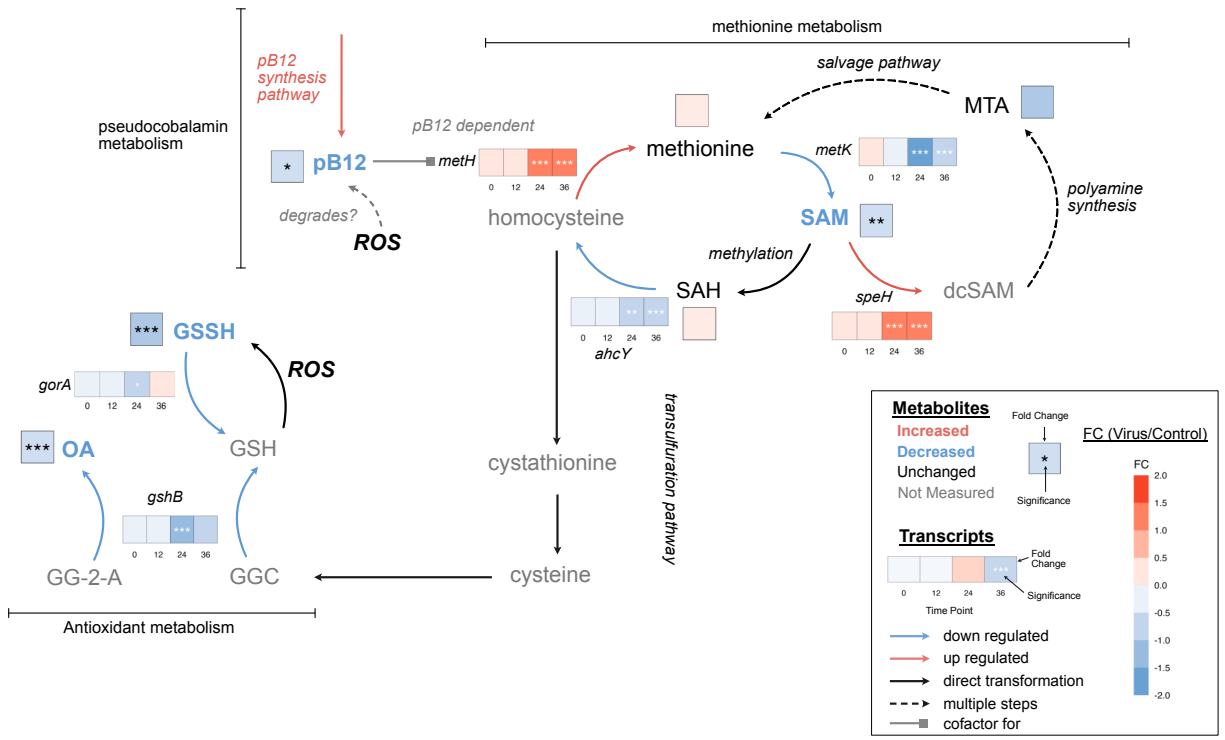 methionine metabolism
pseudocobalamin
metabolism
pB12
synthesis
pathway
* pB12
pB12 dependent
metH
*** ***
0 12 24 36
degrades?
ROS
homocysteine
methionine
salvage pathway
MTA
metK
*** ***
0 12 24 36
SAM **
polyamine
synthesis
methylation
SAH
** ***
0 12 24 36
ahcY
speH
*** ***
0 12 24 36
dcSAM
*** GSSH
ROS
gorA
*
0 12 24 36
*** OA
GSH
gshB
***
0 12 24 36
GG-2-A
GGC
Antioxidant metabolism
cystathionine
cysteine
transulfuration pathway
Metabolites
Increased
Decreased
Unchanged
Not Measured
Fold Change
*
Significance
FC (Virus/Control)
FC
2.0
1.5
1.0
0.5
0.0
-0.5
-1.0
-1.5
-2.0
Transcripts
***
0 12 24 36
Time Point
Fold
Change
Significance
down regulated
up regulated
direct transformation
multiple steps
cofactor for